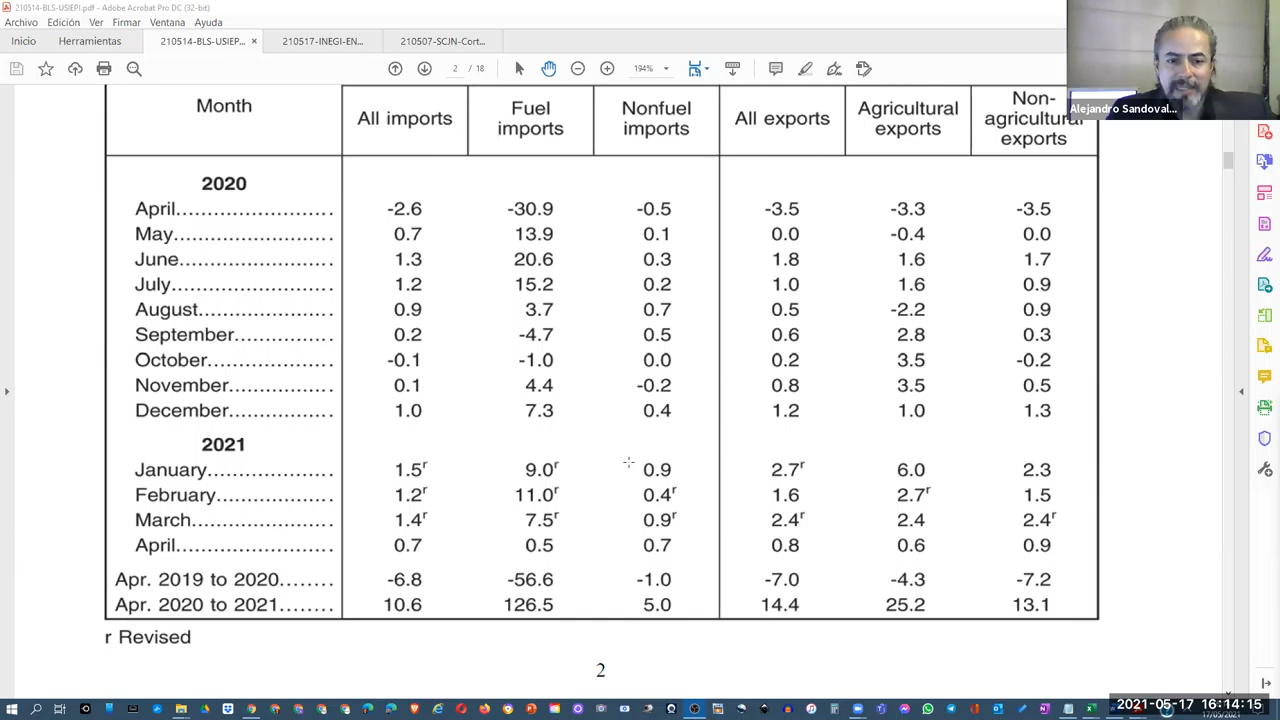 210514-BLS-USIEPI.pdf - Adobe Acrobat Pro DC (32-bit)
Archivo Edición Ver Firmar Ventana Ayuda
Inicio Herramientas 210514-BLS-USIEP... × 210517-INEGI-EN... 210507-SCJN-Cort...
2 / 18 194%
Alejandro Sandoval...
Month All imports Fuel imports Nonfuel imports All exports Agricultural exports Non-agricultural exports
2020
April......................... -2.6 -30.9 -0.5 -3.5 -3.3 -3.5
May......................... 0.7 13.9 0.1 0.0 -0.4 0.0
June......................... 1.3 20.6 0.3 1.8 1.6 1.7
July......................... 1.2 15.2 0.2 1.0 1.6 0.9
August..................... 0.9 3.7 0.7 0.5 -2.2 0.9
September............... 0.2 -4.7 0.5 0.6 2.8 0.3
October.................... -0.1 -1.0 0.0 0.2 3.5 -0.2
November................ 0.1 4.4 -0.2 0.8 3.5 0.5
December................ 1.0 7.3 0.4 1.2 1.0 1.3
2021
January.................... 1.5r 9.0r 0.9 2.7r 6.0 2.3
February.................. 1.2r 11.0r 0.4r 1.6 2.7r 1.5
March....................... 1.4r 7.5r 0.9r 2.4r 2.4 2.4r
April......................... 0.7 0.5 0.7 0.8 0.6 0.9
Apr. 2019 to 2020........ -6.8 -56.6 -1.0 -7.0 -4.3 -7.2
Apr. 2020 to 2021........ 10.6 126.5 5.0 14.4 25.2 13.1
r Revised
2
2021-05-17 16:14:15
17/05/2021